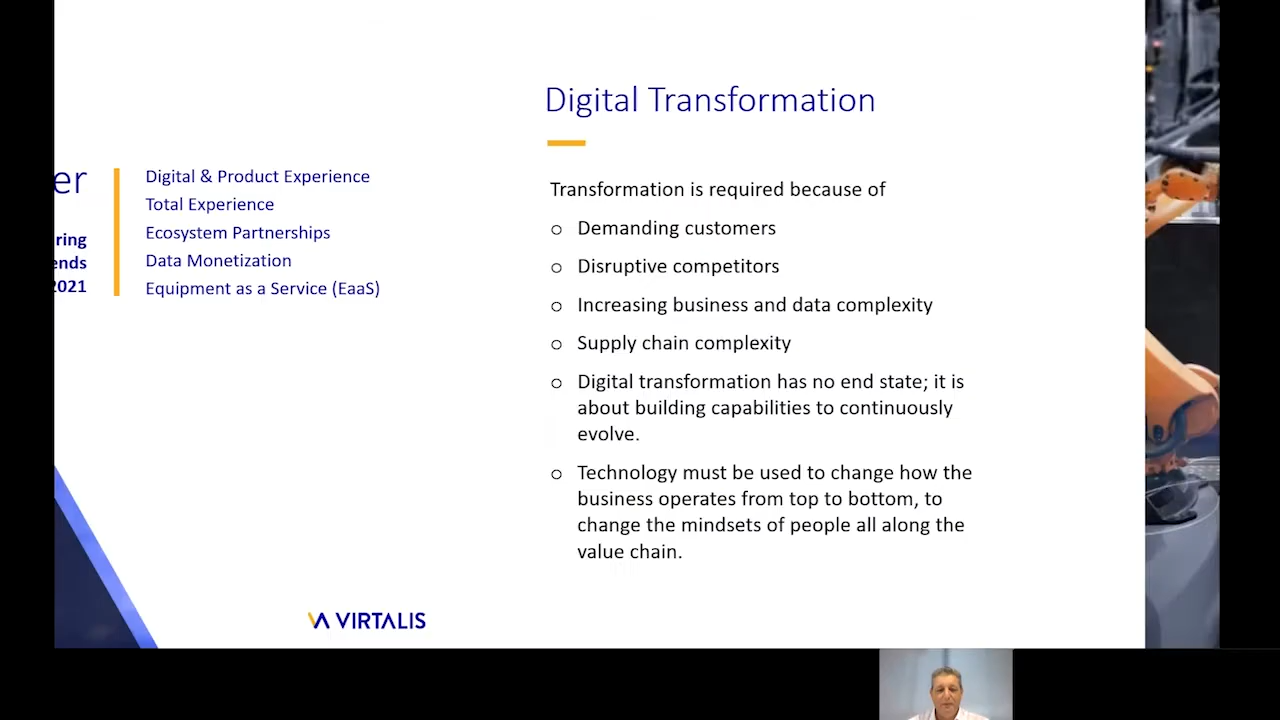 er
ring
ends
2021
Digital & Product Experience
Total Experience
Ecosystem Partnerships
Data Monetization
Equipment as a Service (EaaS)
VIRTALIS
Digital Transformation
Transformation is required because of
o Demanding customers
o Disruptive competitors
o Increasing business and data complexity
o Supply chain complexity
o Digital transformation has no end state; it is
about building capabilities to continuously
evolve.
o Technology must be used to change how the
business operates from top to bottom, to
change the mindsets of people all along the
value chain.